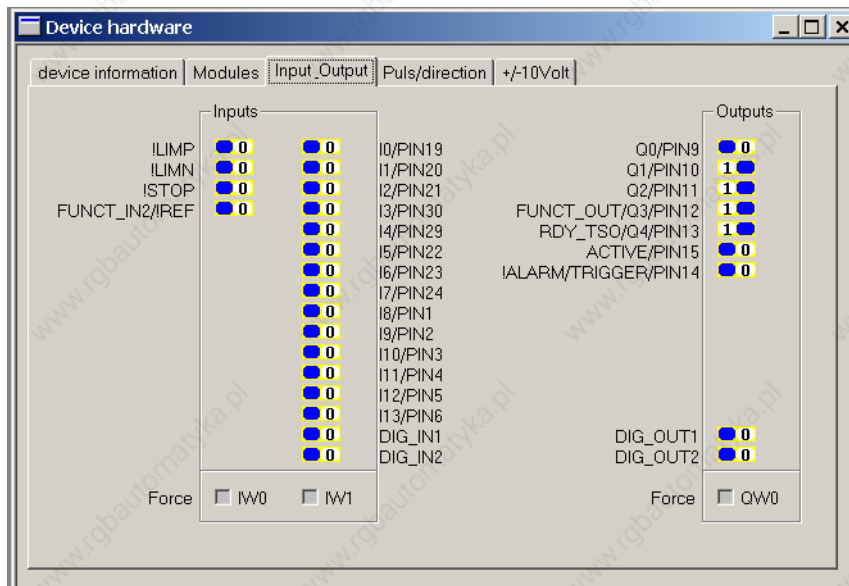 Device hardware
device information Modules Input_Output Puls/direction +/-10Volt
Inputs Outputs
!LIMP 0 0 I0/PIN19 Q0/PIN9 0
!LIMN 0 0 I1/PIN20 Q1/PIN10 1
!STOP 0 0 I2/PIN21 Q2/PIN11 1
FUNCT_IN2/!REF 0 0 I3/PIN30 FUNCT_OUT/Q3/PIN12 1
0 I4/PIN29 RDY_TSO/Q4/PIN13 1
0 I5/PIN22 ACTIVE/PIN15 0
0 I6/PIN23 !ALARM/TRIGGER/PIN14 0
0 I7/PIN24
0 I8/PIN1
0 I9/PIN2
0 I10/PIN3
0 I11/PIN4
0 I12/PIN5
0 I13/PIN6
0 DIG_IN1 DIG_OUT1 0
0 DIG_IN2 DIG_OUT2 0
Force IW0 IW1 Force QW0
www.rgbautomatyka.pl